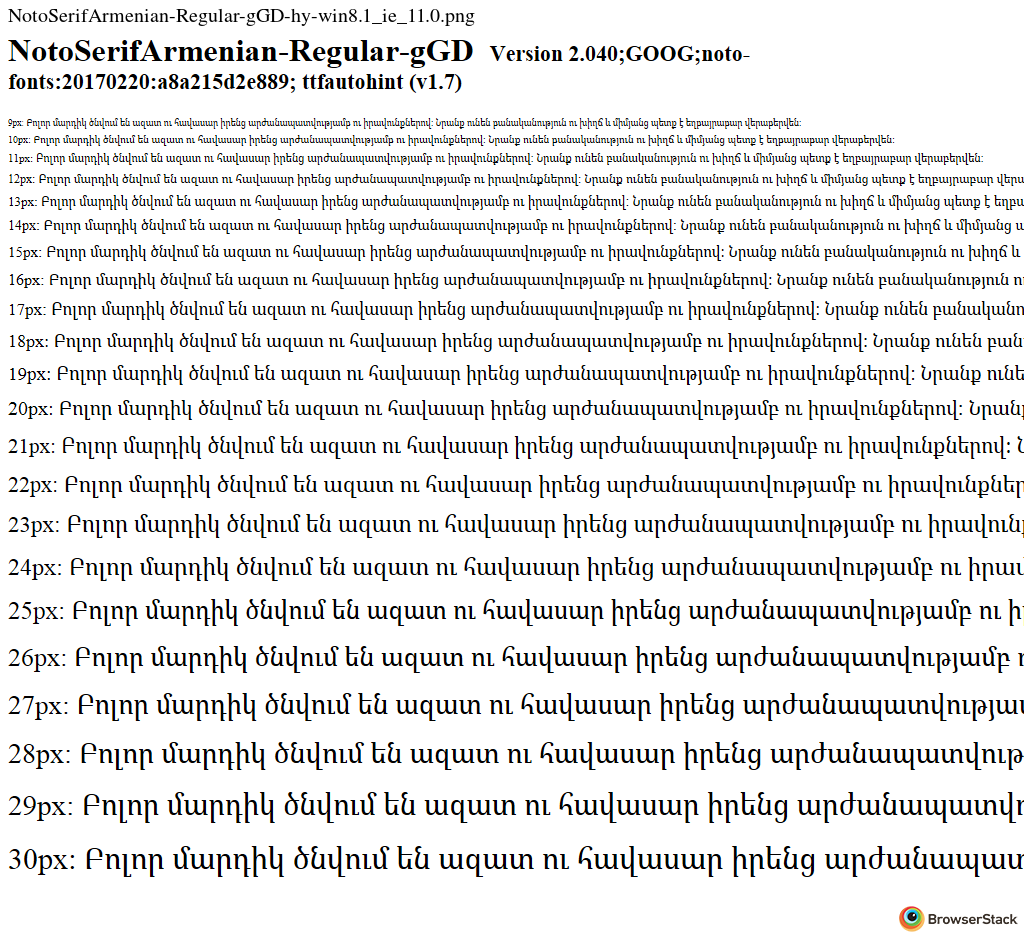 NotoSerifArmenian-Regular-gGD-hy-win8.1_ie_11.0.png
NotoSerifArmenian-Regular-gGD Version 2.040;GOOG;noto-
fonts:20170220:a8a215d2e889; ttfautohint (v1.7)
9px: Բոլոր մարդիկ ծնվում են ազատ ու հավասար իրենց արժանապատվությամբ ու իրավունքներով։ Նրանք ունեն բանականություն ու խիղճ և միմյանց պետք է եղբայրաբար վերաբերվեն։
10px: Բոլոր մարդիկ ծնվում են ազատ ու հավասար իրենց արժանապատվությամբ ու իրավունքներով։ Նրանք ունեն բանականություն ու խիղճ և միմյանց պետք է եղբայրաբար վերաբերվեն։
11px: Բոլոր մարդիկ ծնվում են ազատ ու հավասար իրենց արժանապատվությամբ ու իրավունքներով։ Նրանք ունեն բանականություն ու խիղճ և միմյանց պետք է եղբայրաբար վերաբերվեն։
12px: Բոլոր մարդիկ ծնվում են ազատ ու հավասար իրենց արժանապատվությամբ ու իրավունքներով։ Նրանք ունեն բանականություն ու խիղճ և միմյանց պետք է եղբայրաբար վերա
13px: Բոլոր մարդիկ ծնվում են ազատ ու հավասար իրենց արժանապատվությամբ ու իրավունքներով։ Նրանք ունեն բանականություն ու խիղճ և միմյանց պետք է եղբա
14px: Բոլոր մարդիկ ծնվում են ազատ ու հավասար իրենց արժանապատվությամբ ու իրավունքներով։ Նրանք ունեն բանականություն ու խիղճ և միմյանց
15px: Բոլոր մարդիկ ծնվում են ազատ ու հավասար իրենց արժանապատվությամբ ու իրավունքներով։ Նրանք ունեն բանականություն ու խիղճ և
16px: Բոլոր մարդիկ ծնվում են ազատ ու հավասար իրենց արժանապատվությամբ ու իրավունքներով։ Նրանք ունեն բանականություն
17px: Բոլոր մարդիկ ծնվում են ազատ ու հավասար իրենց արժանապատվությամբ ու իրավունքներով։ Նրանք ունեն բանականո
18px: Բոլոր մարդիկ ծնվում են ազատ ու հավասար իրենց արժանապատվությամբ ու իրավունքներով։ Նրանք ունեն բան
19px: Բոլոր մարդիկ ծնվում են ազատ ու հավասար իրենց արժանապատվությամբ ու իրավունքներով։ Նրանք ունե
20px: Բոլոր մարդիկ ծնվում են ազատ ու հավասար իրենց արժանապատվությամբ ու իրավունքներով։ Նրան
21px: Բոլոր մարդիկ ծնվում են ազատ ու հավասար իրենց արժանապատվությամբ ու իրավունքներով։
22px: Բոլոր մարդիկ ծնվում են ազատ ու հավասար իրենց արժանապատվությամբ ու իրավունքներ
23px: Բոլոր մարդիկ ծնվում են ազատ ու հավասար իրենց արժանապատվությամբ ու իրավուն
24px: Բոլոր մարդիկ ծնվում են ազատ ու հավասար իրենց արժանապատվությամբ ու իրավ
25px: Բոլոր մարդիկ ծնվում են ազատ ու հավասար իրենց արժանապատվությամբ ու ի
26px: Բոլոր մարդիկ ծնվում են ազատ ու հավասար իրենց արժանապատվությամբ
27px: Բոլոր մարդիկ ծնվում են ազատ ու հավասար իրենց արժանապատվությա
28px: Բոլոր մարդիկ ծնվում են ազատ ու հավասար իրենց արժանապատվութ
29px: Բոլոր մարդիկ ծնվում են ազատ ու հավասար իրենց արժանապատվ
30px: Բոլոր մարդիկ ծնվում են ազատ ու հավասար իրենց արժանապատ
BrowserStack